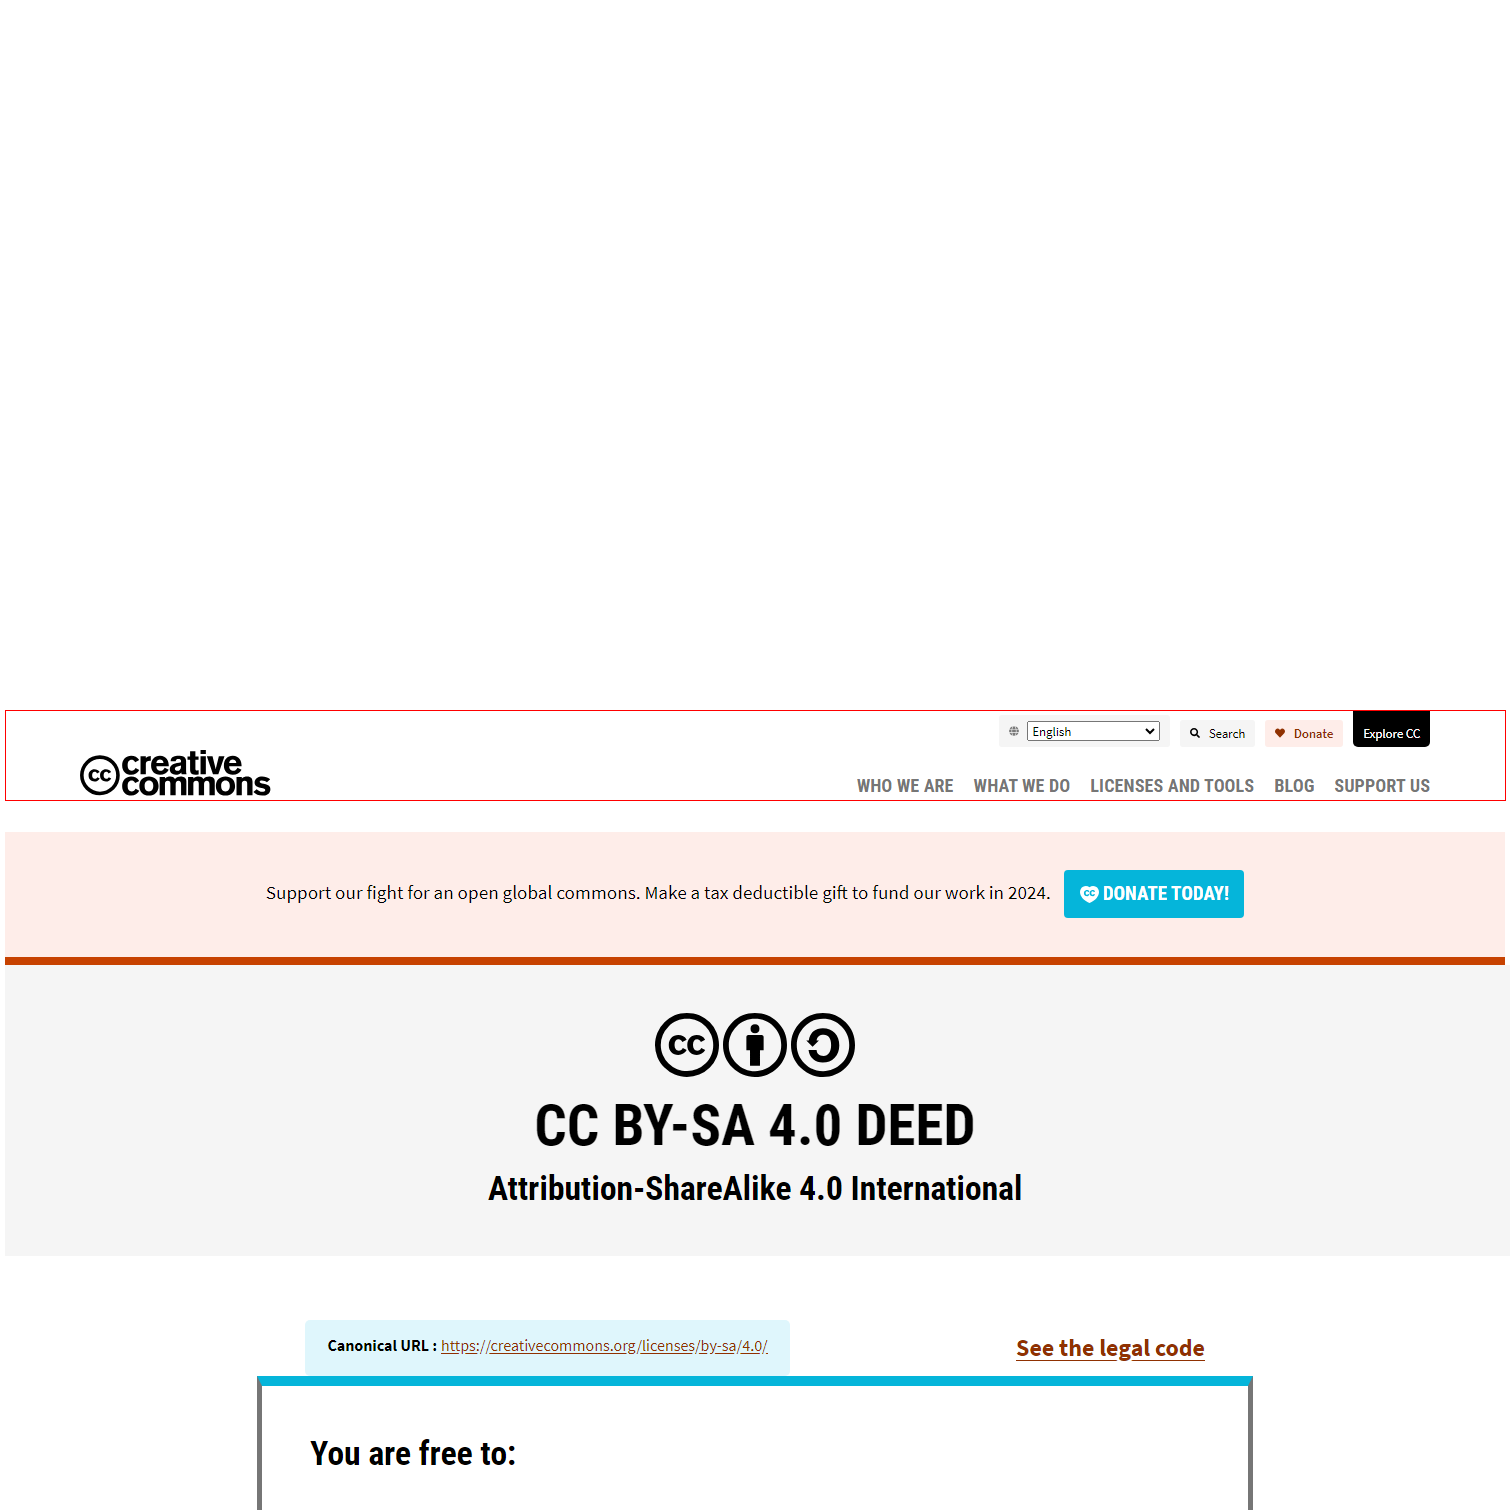 English
Search
Donate
Explore CC
creative
commons
WHO WE ARE
WHAT WE DO
LICENSES AND TOOLS
BLOG
SUPPORT US
Support our fight for an open global commons. Make a tax deductible gift to fund our work in 2024.
DONATE TODAY!
CC BY-SA 4.0 DEED
Attribution-ShareAlike 4.0 International
Canonical URL : https://creativecommons.org/licenses/by-sa/4.0/
See the legal code
You are free to: